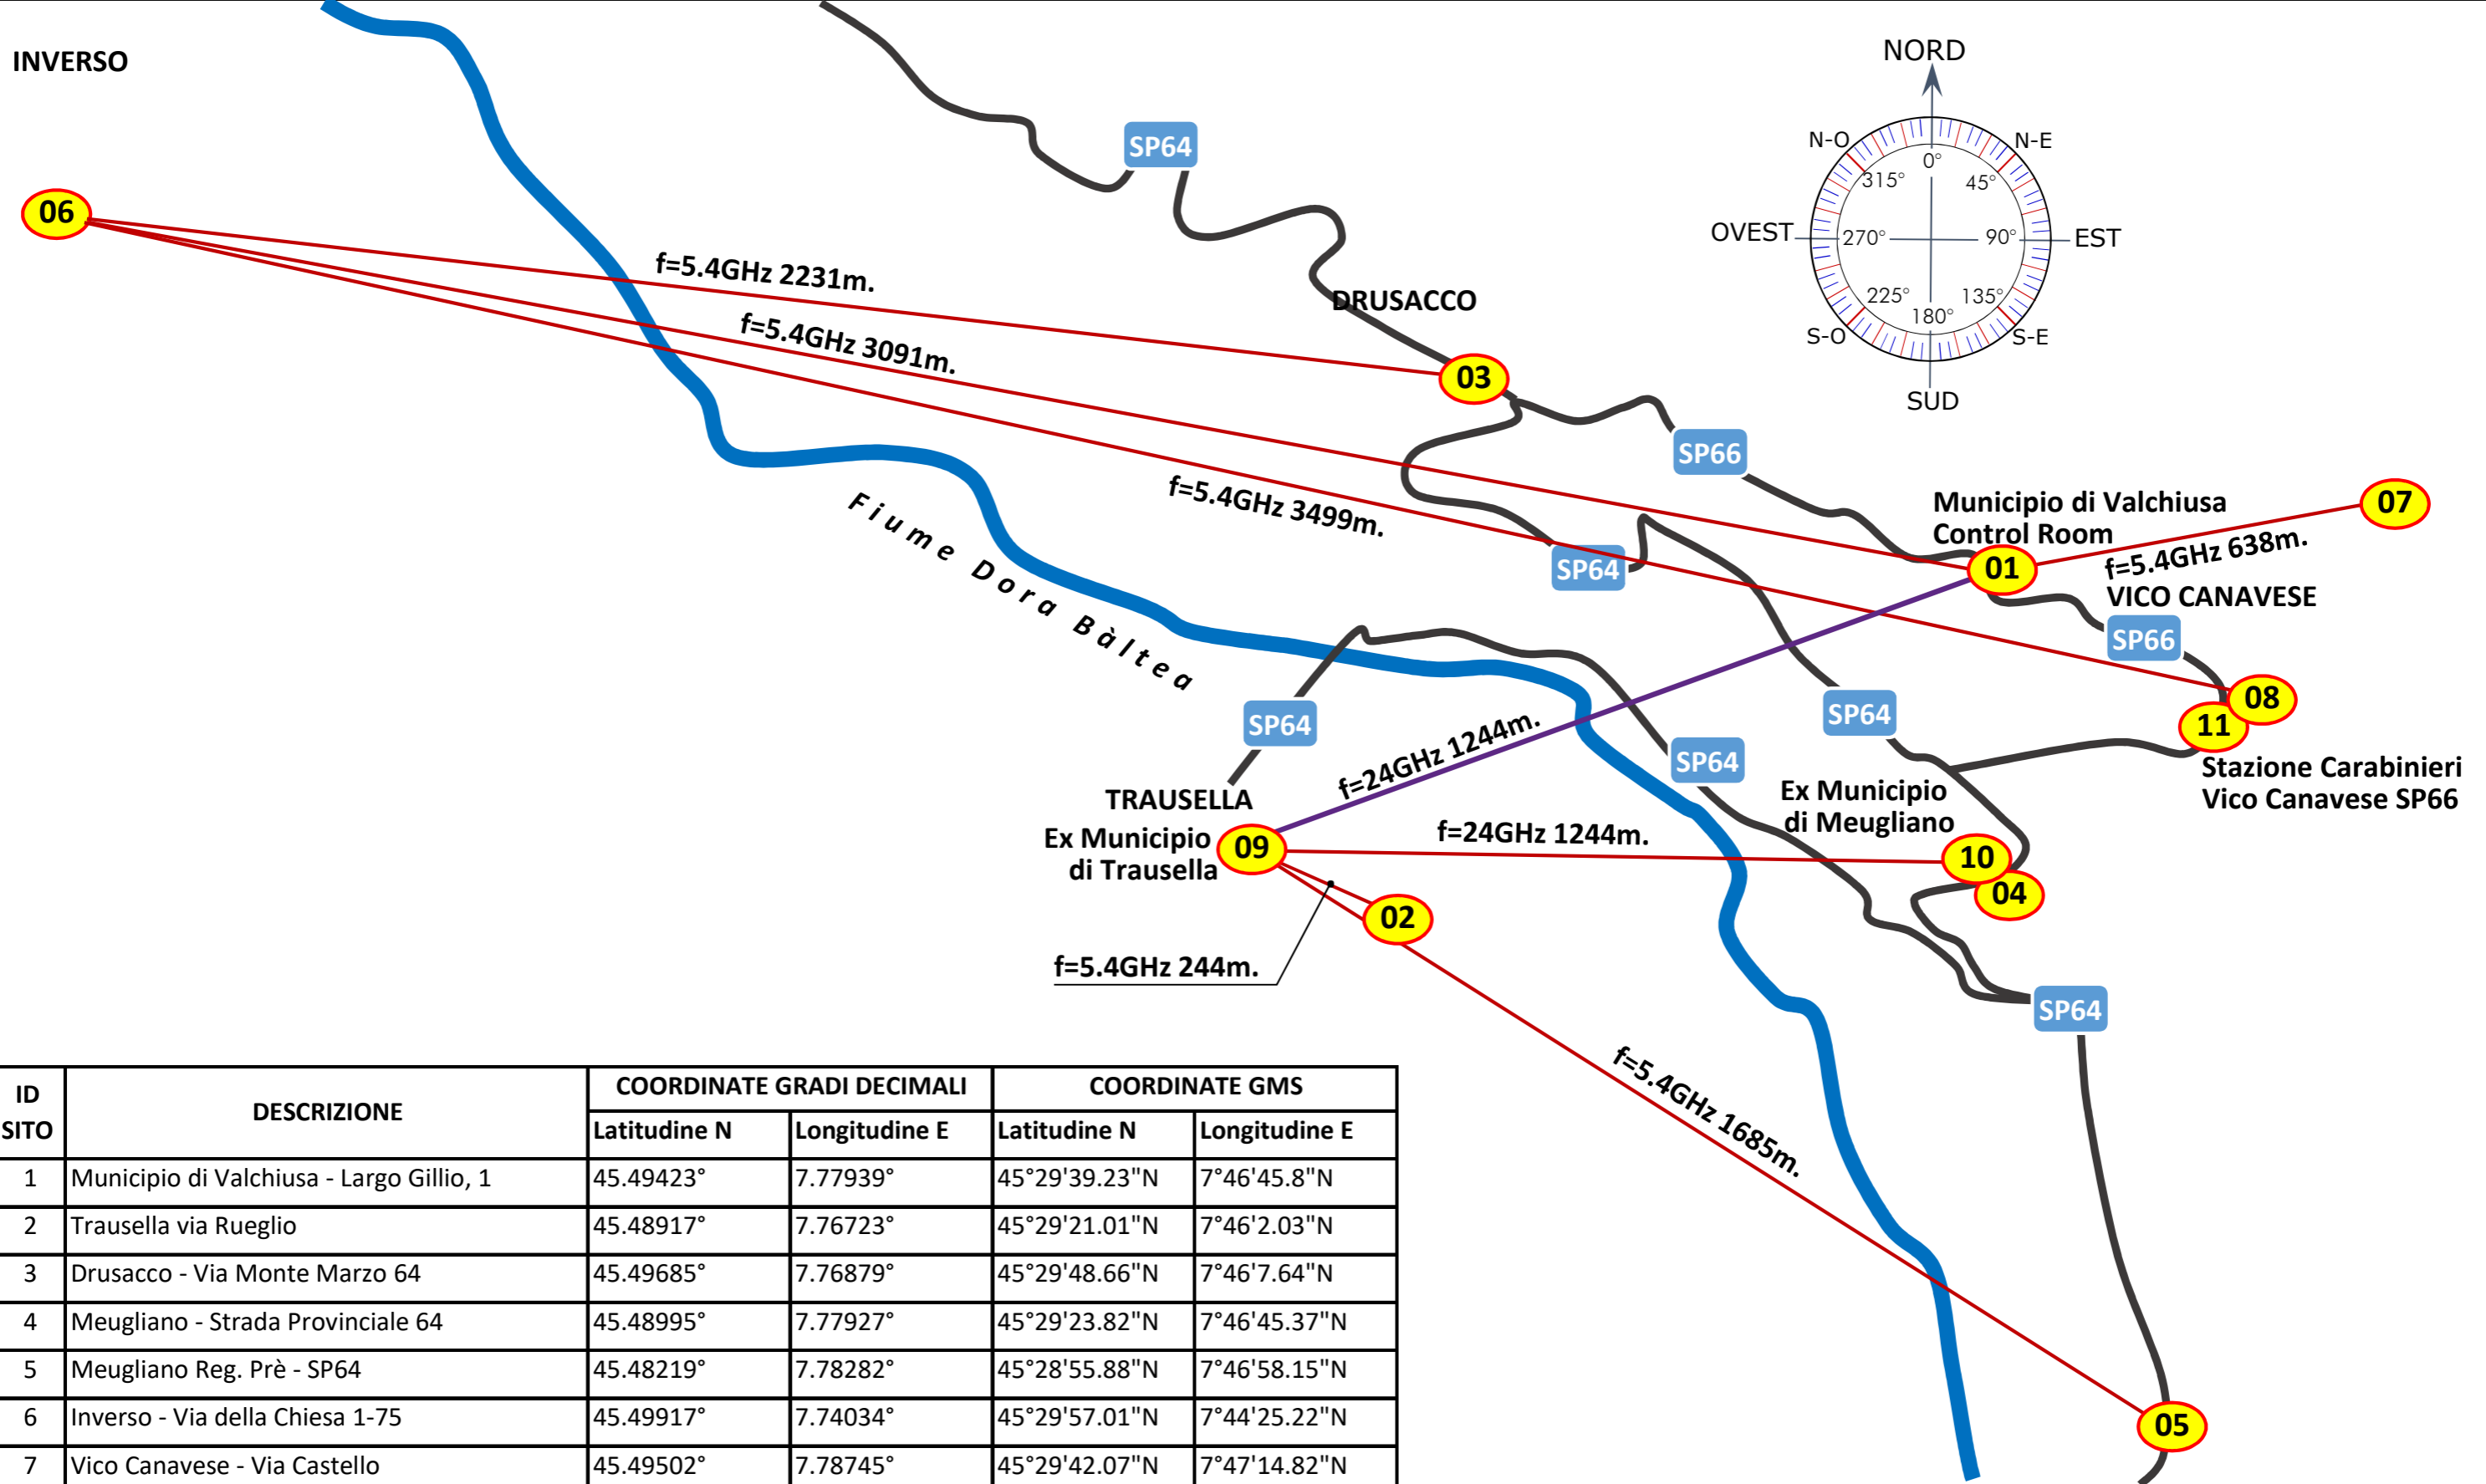 INVERSO
NORD
N-O
N-E
0°
315°
45°
OVEST
270°
90°
EST
225°
135°
180°
S-O
S-E
SUD
SP64
06
f=5.4GHz 2231m.
DRUSACCO
f=5.4GHz 3091m.
03
SP66
f=5.4GHz 3499m.
Municipio di Valchiusa
Control Room
07
Fiume Dora Bàltea
SP64
01
f=5.4GHz 638m.
VICO CANAVESE
SP66
SP64
SP64
08
11
f=24GHz 1244m.
SP64
Stazione Carabinieri
Vico Canavese SP66
TRAUSELLA
Ex Municipio
di Trausella
09
f=24GHz 1244m.
Ex Municipio
di Meugliano
10
04
02
f=5.4GHz 244m.
SP64
f=5.4GHz 1685m.
05
ID SITO DESCRIZIONE COORDINATE GRADI DECIMALI COORDINATE GMS
Latitudine N Longitudine E Latitudine N Longitudine E
1 Municipio di Valchiusa - Largo Gillio, 1 45.49423° 7.77939° 45°29'39.23"N 7°46'45.8"N
2 Trausella via Rueglio 45.48917° 7.76723° 45°29'21.01"N 7°46'2.03"N
3 Drusacco - Via Monte Marzo 64 45.49685° 7.76879° 45°29'48.66"N 7°46'7.64"N
4 Meugliano - Strada Provinciale 64 45.48995° 7.77927° 45°29'23.82"N 7°46'45.37"N
5 Meugliano Reg. Prè - SP64 45.48219° 7.78282° 45°28'55.88"N 7°46'58.15"N
6 Inverso - Via della Chiesa 1-75 45.49917° 7.74034° 45°29'57.01"N 7°44'25.22"N
7 Vico Canavese - Via Castello 45.49502° 7.78745° 45°29'42.07"N 7°47'14.82"N